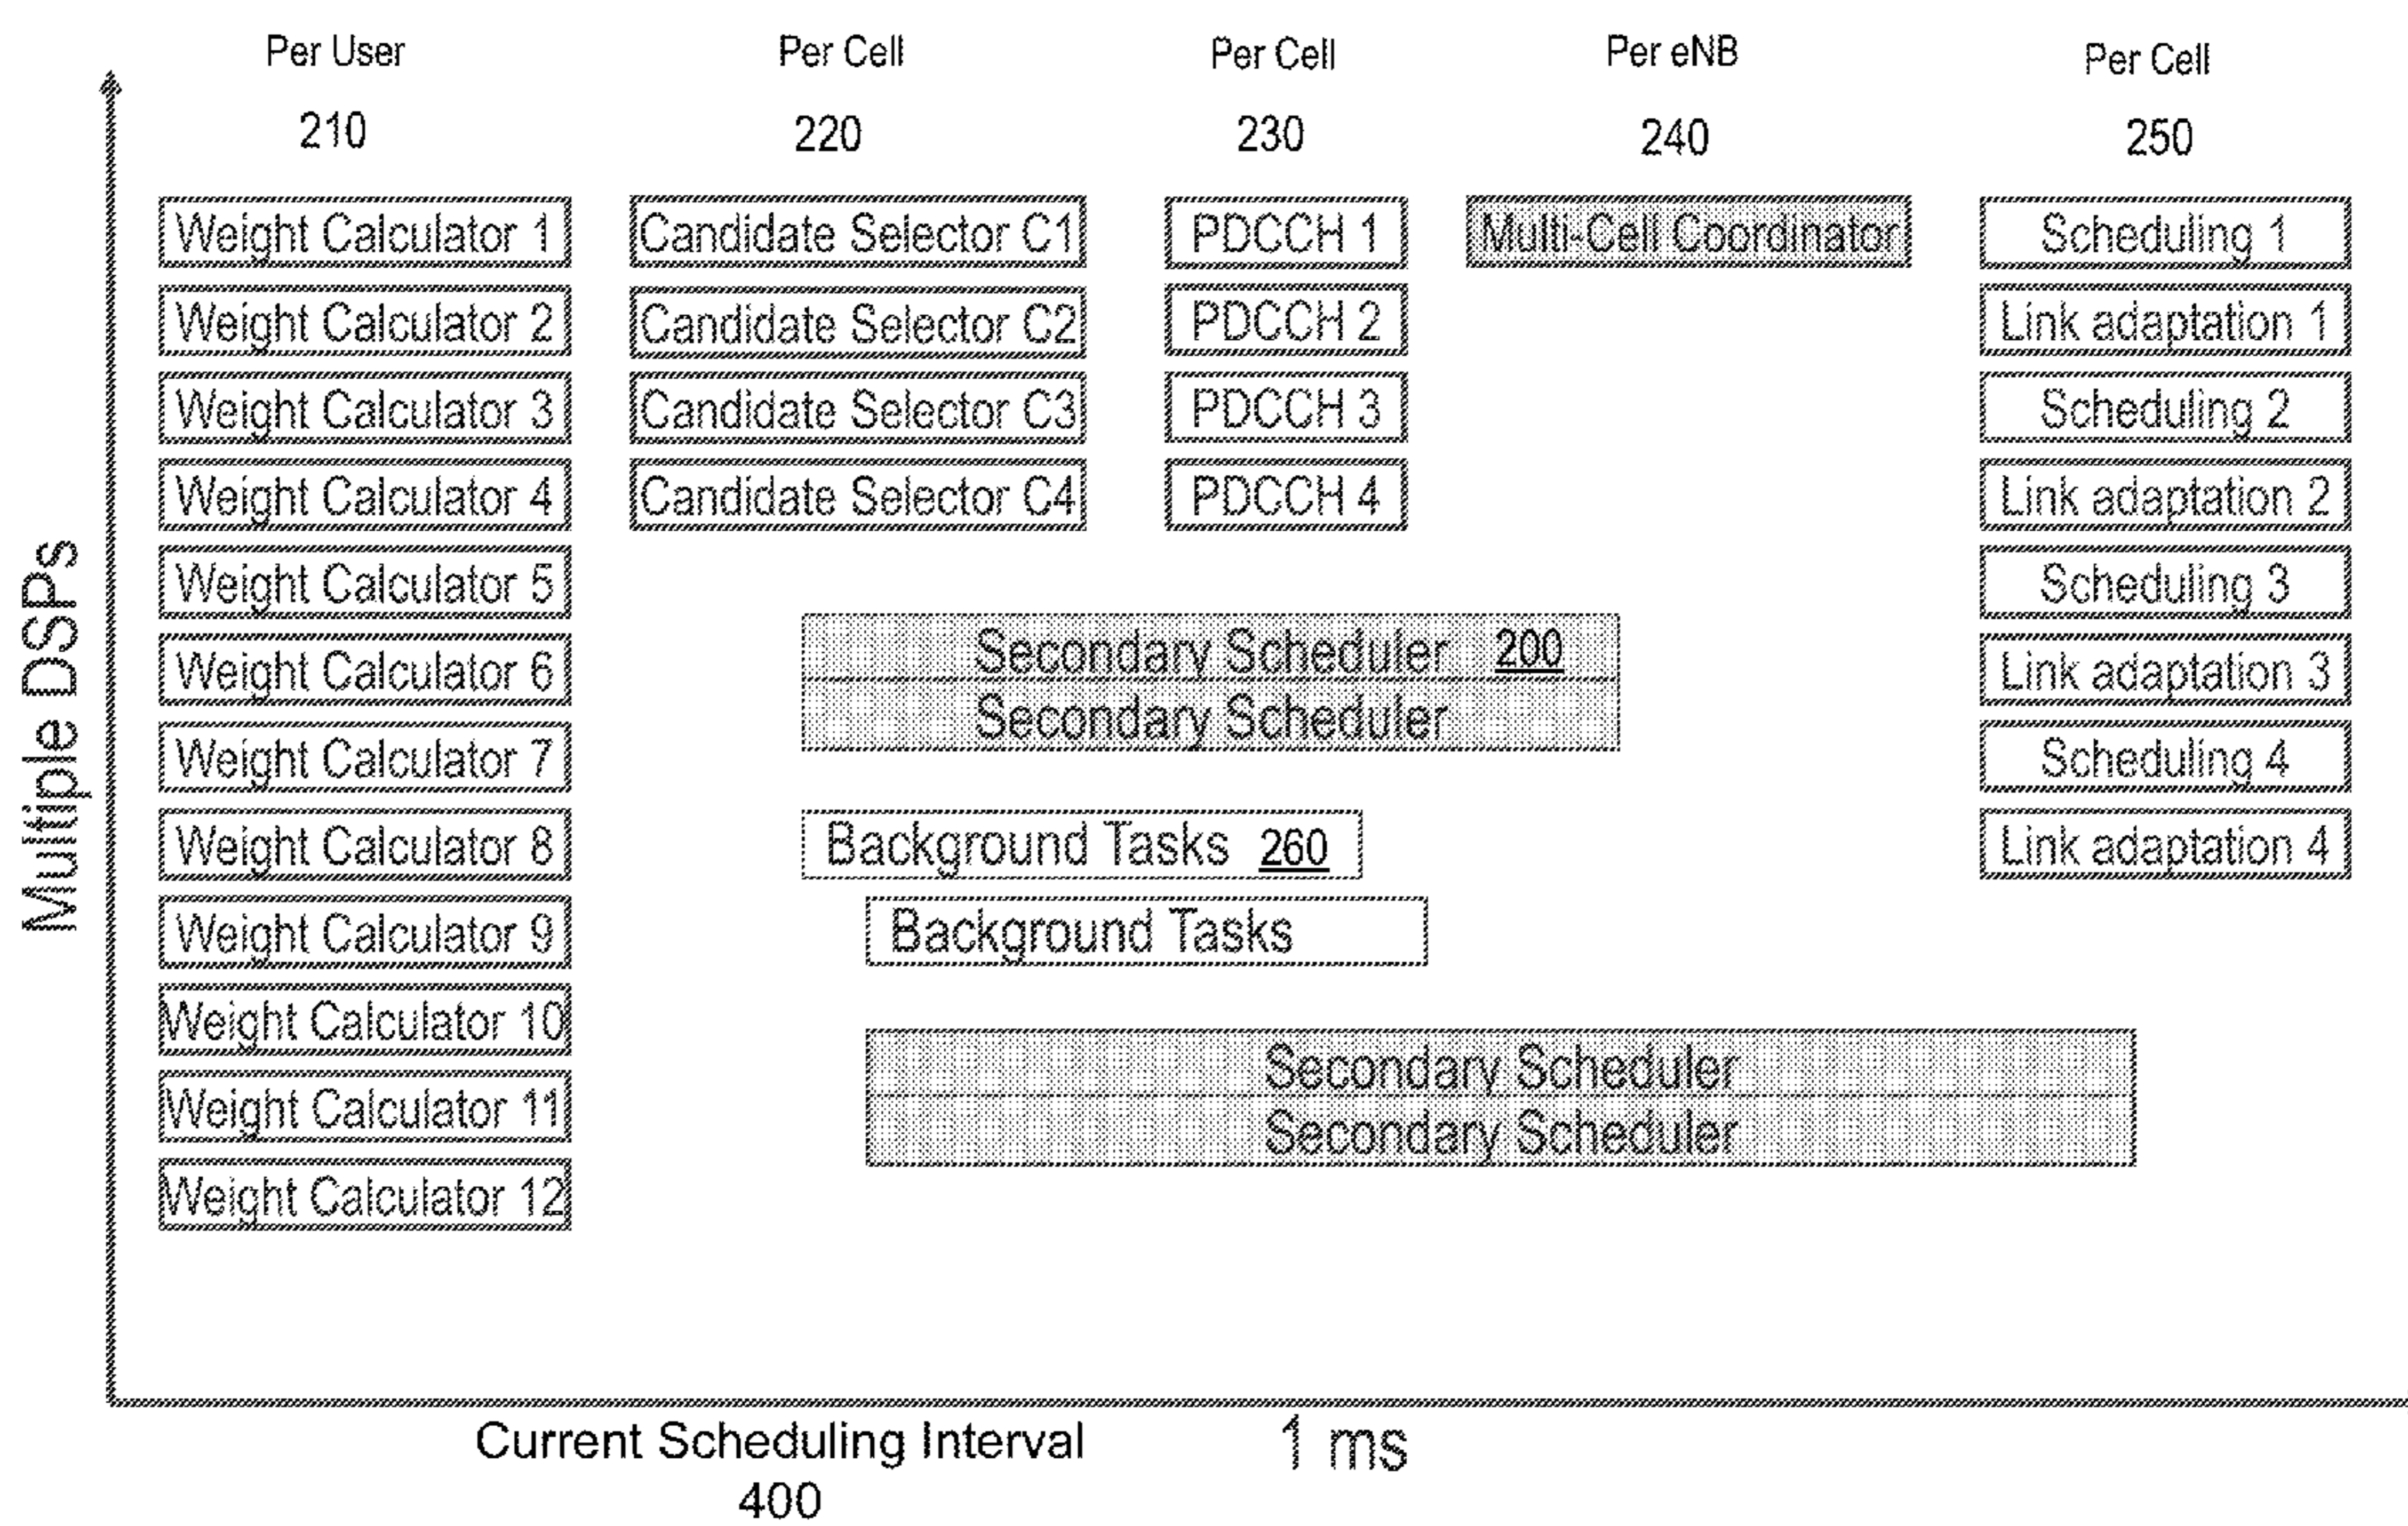 Per User
Per Cell
Per Cell
Per eNB
Per Cell
210
220
230
240
250
Weight Calculator 1
Candidate Selector C1
PDCCH 1
Multi-Cell Coordinator
Scheduling 1
Weight Calculator 2
Candidate Selector C2
PDCCH 2
Link adaptation 1
Weight Calculator 3
Candidate Selector C3
PDCCH 3
Scheduling 2
Weight Calculator 4
Candidate Selector C4
PDCCH 4
Link adaptation 2
Weight Calculator 5
Scheduling 3
Weight Calculator 6
Secondary Scheduler 200
Link adaptation 3
Secondary Scheduler
Weight Calculator 7
Scheduling 4
Weight Calculator 8
Background Tasks 260
Link adaptation 4
Weight Calculator 9
Background Tasks
Weight Calculator 10
Secondary Scheduler
Weight Calculator 11
Secondary Scheduler
Weight Calculator 12
Multiple DSPs
Current Scheduling Interval
1 ms
400